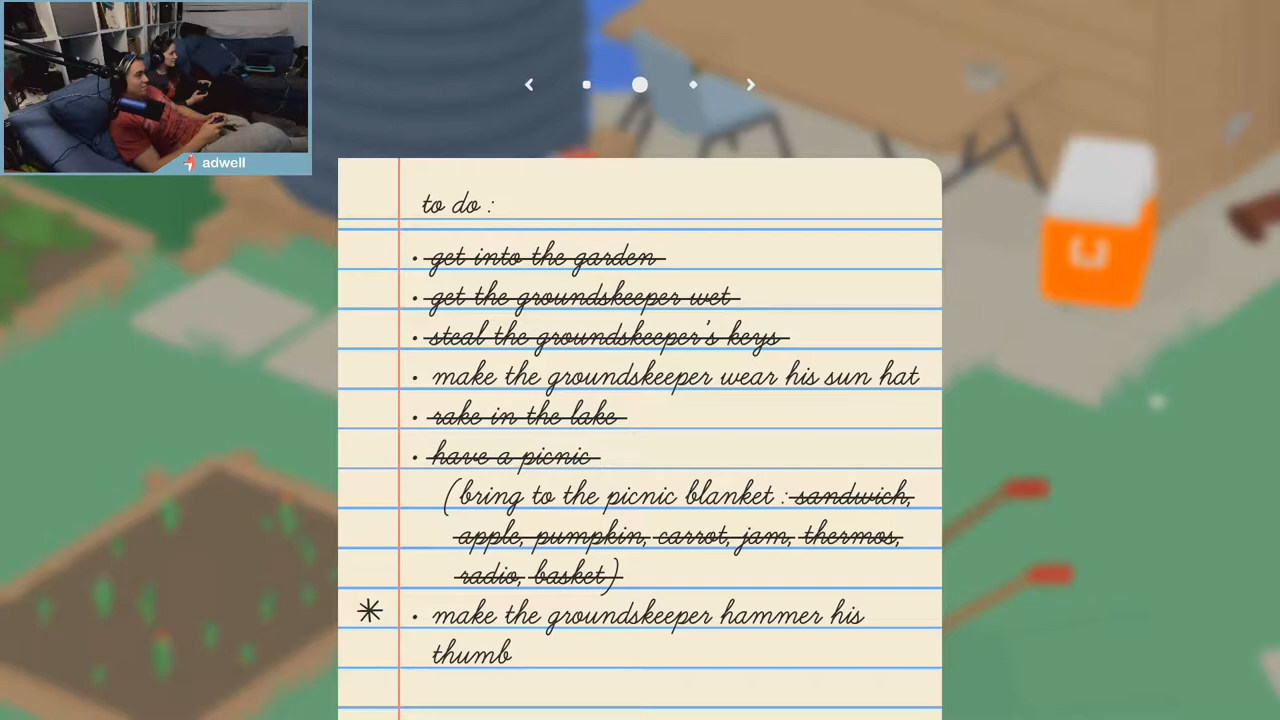 adwell
to do :
· get into the garden
· get the groundskeeper wet
· steal the groundskeeper's keys
· make the groundskeeper wear his sun hat
· rake in the lake
· have a picnic
(bring to the picnic blanket : sandwich,
apple, pumpkin, carrot, jam, thermos,
radio, basket)
* · make the groundskeeper hammer his
thumb